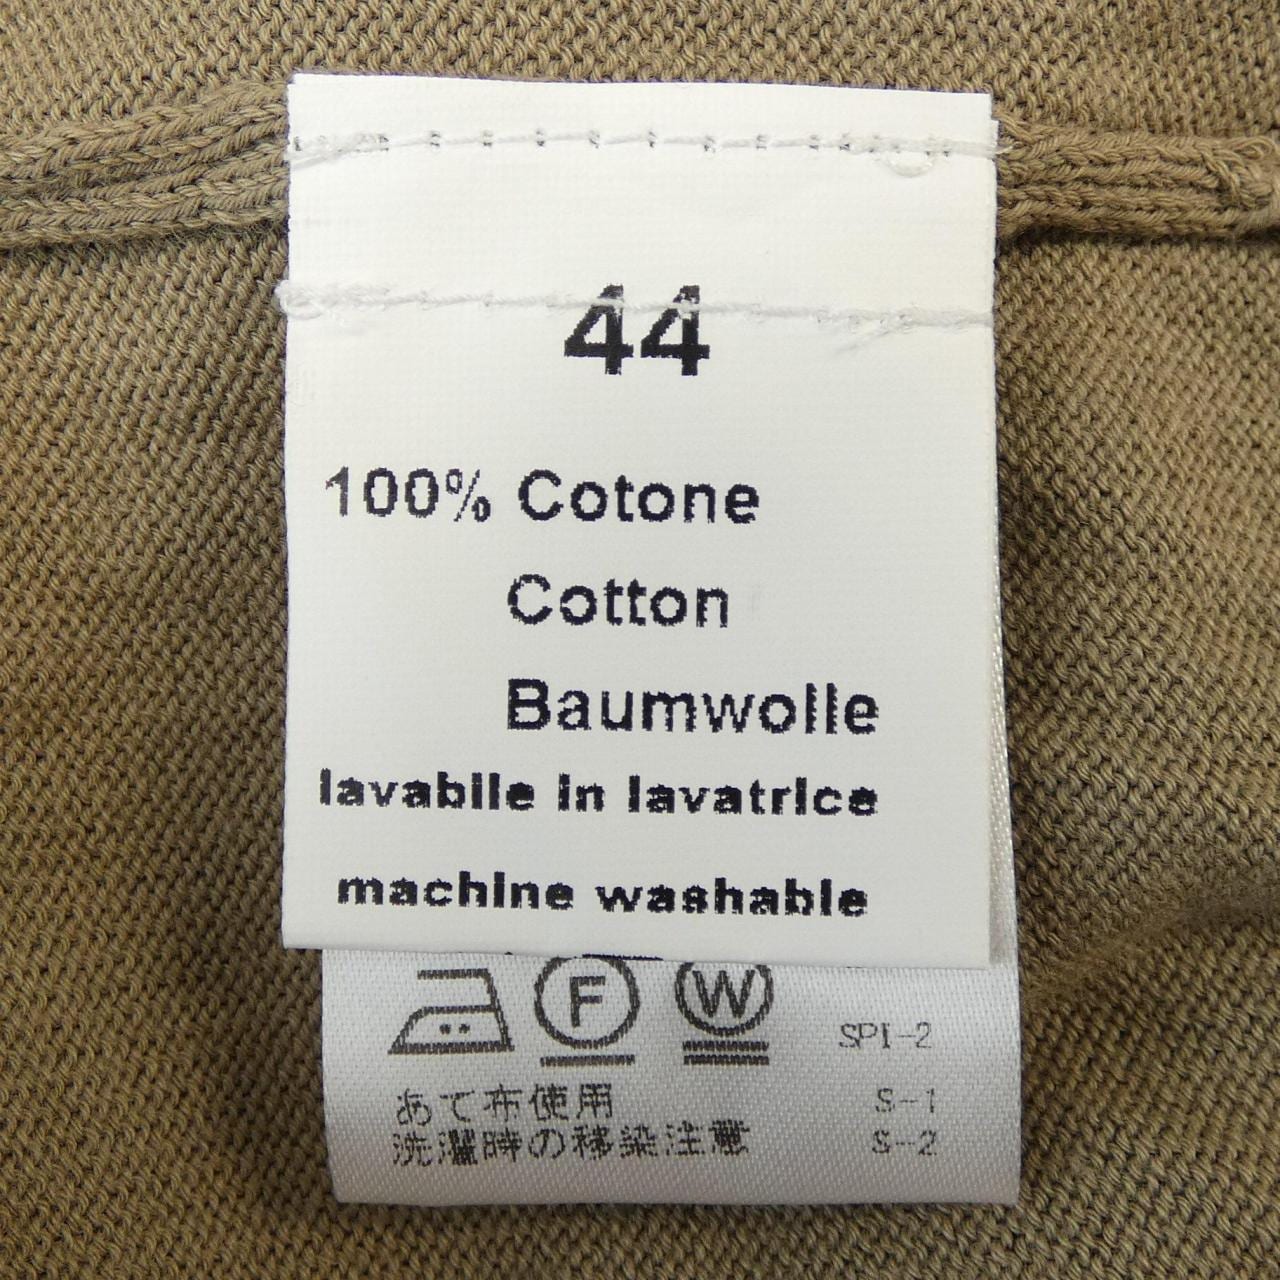 44
100% Cotone
Cotton
Baumwolle
lavabile in lavatrice
machine washable
F W SPI-2
あて布使用 S-1
洗濯時の移染注意 S-2